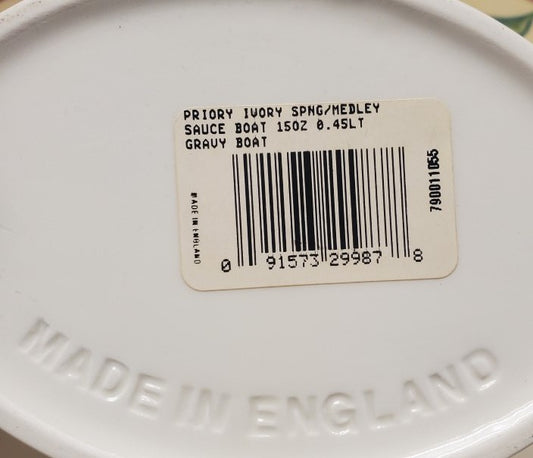 PRIORY IVORY SPNG/MEDLEY
SAUCE BOAT 15OZ 0.45LT
GRAVY BOAT
MADE IN ENGLAND
790011055
0 91573 29987 8
MADE IN ENGLAND